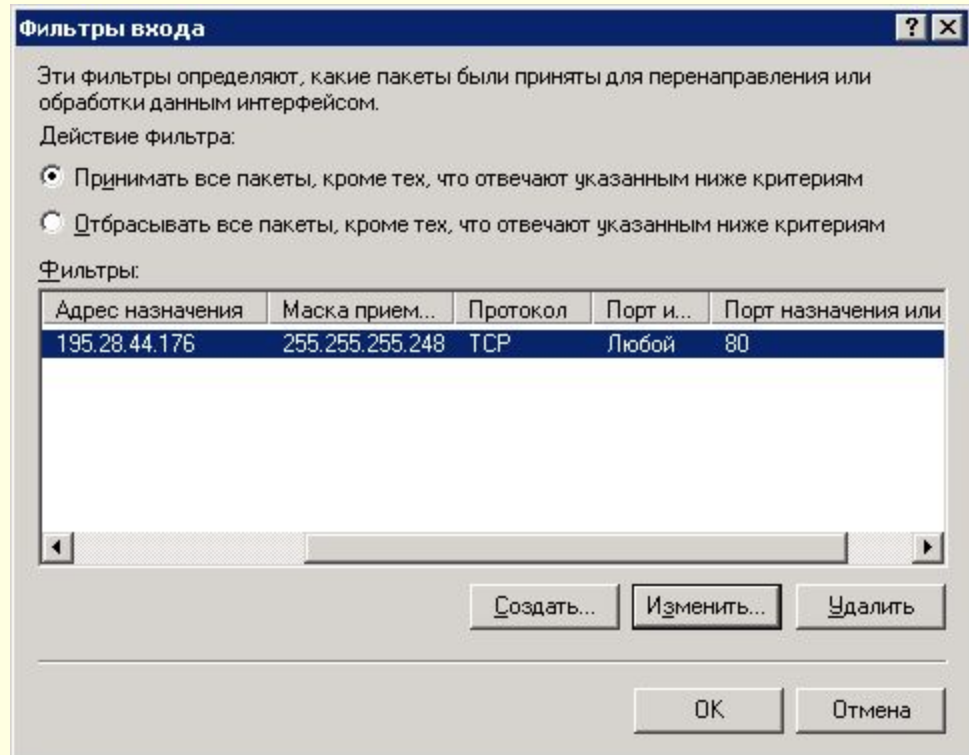 Фильтры входа
Эти фильтры определяют, какие пакеты были приняты для перенаправления или
обработки данным интерфейсом.
Действие фильтра:
Принимать все пакеты, кроме тех, что отвечают указанным ниже критериям
Отбрасывать все пакеты, кроме тех, что отвечают указанным ниже критериям
Фильтры:
Адрес назначения Маска прием... Протокол Порт и... Порт назначения или
195.28.44.176 255.255.255.248 TCP Любой 80
Создать... Изменить... Удалить
OK Отмена